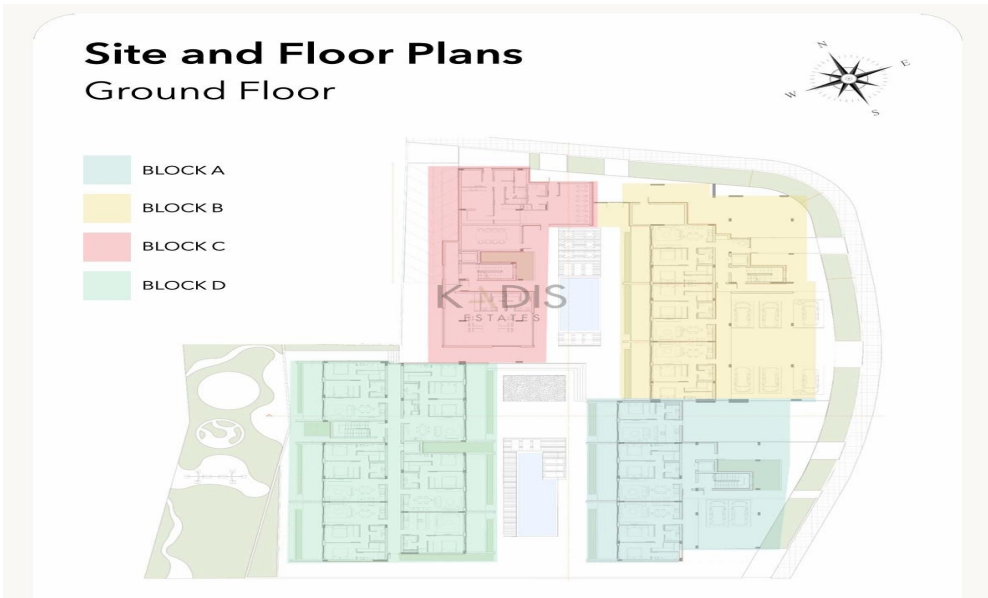 Site and Floor Plans
Ground Floor
N
E
W
S
BLOCK A
BLOCK B
BLOCK C
BLOCK D
KADIS
ESTATES